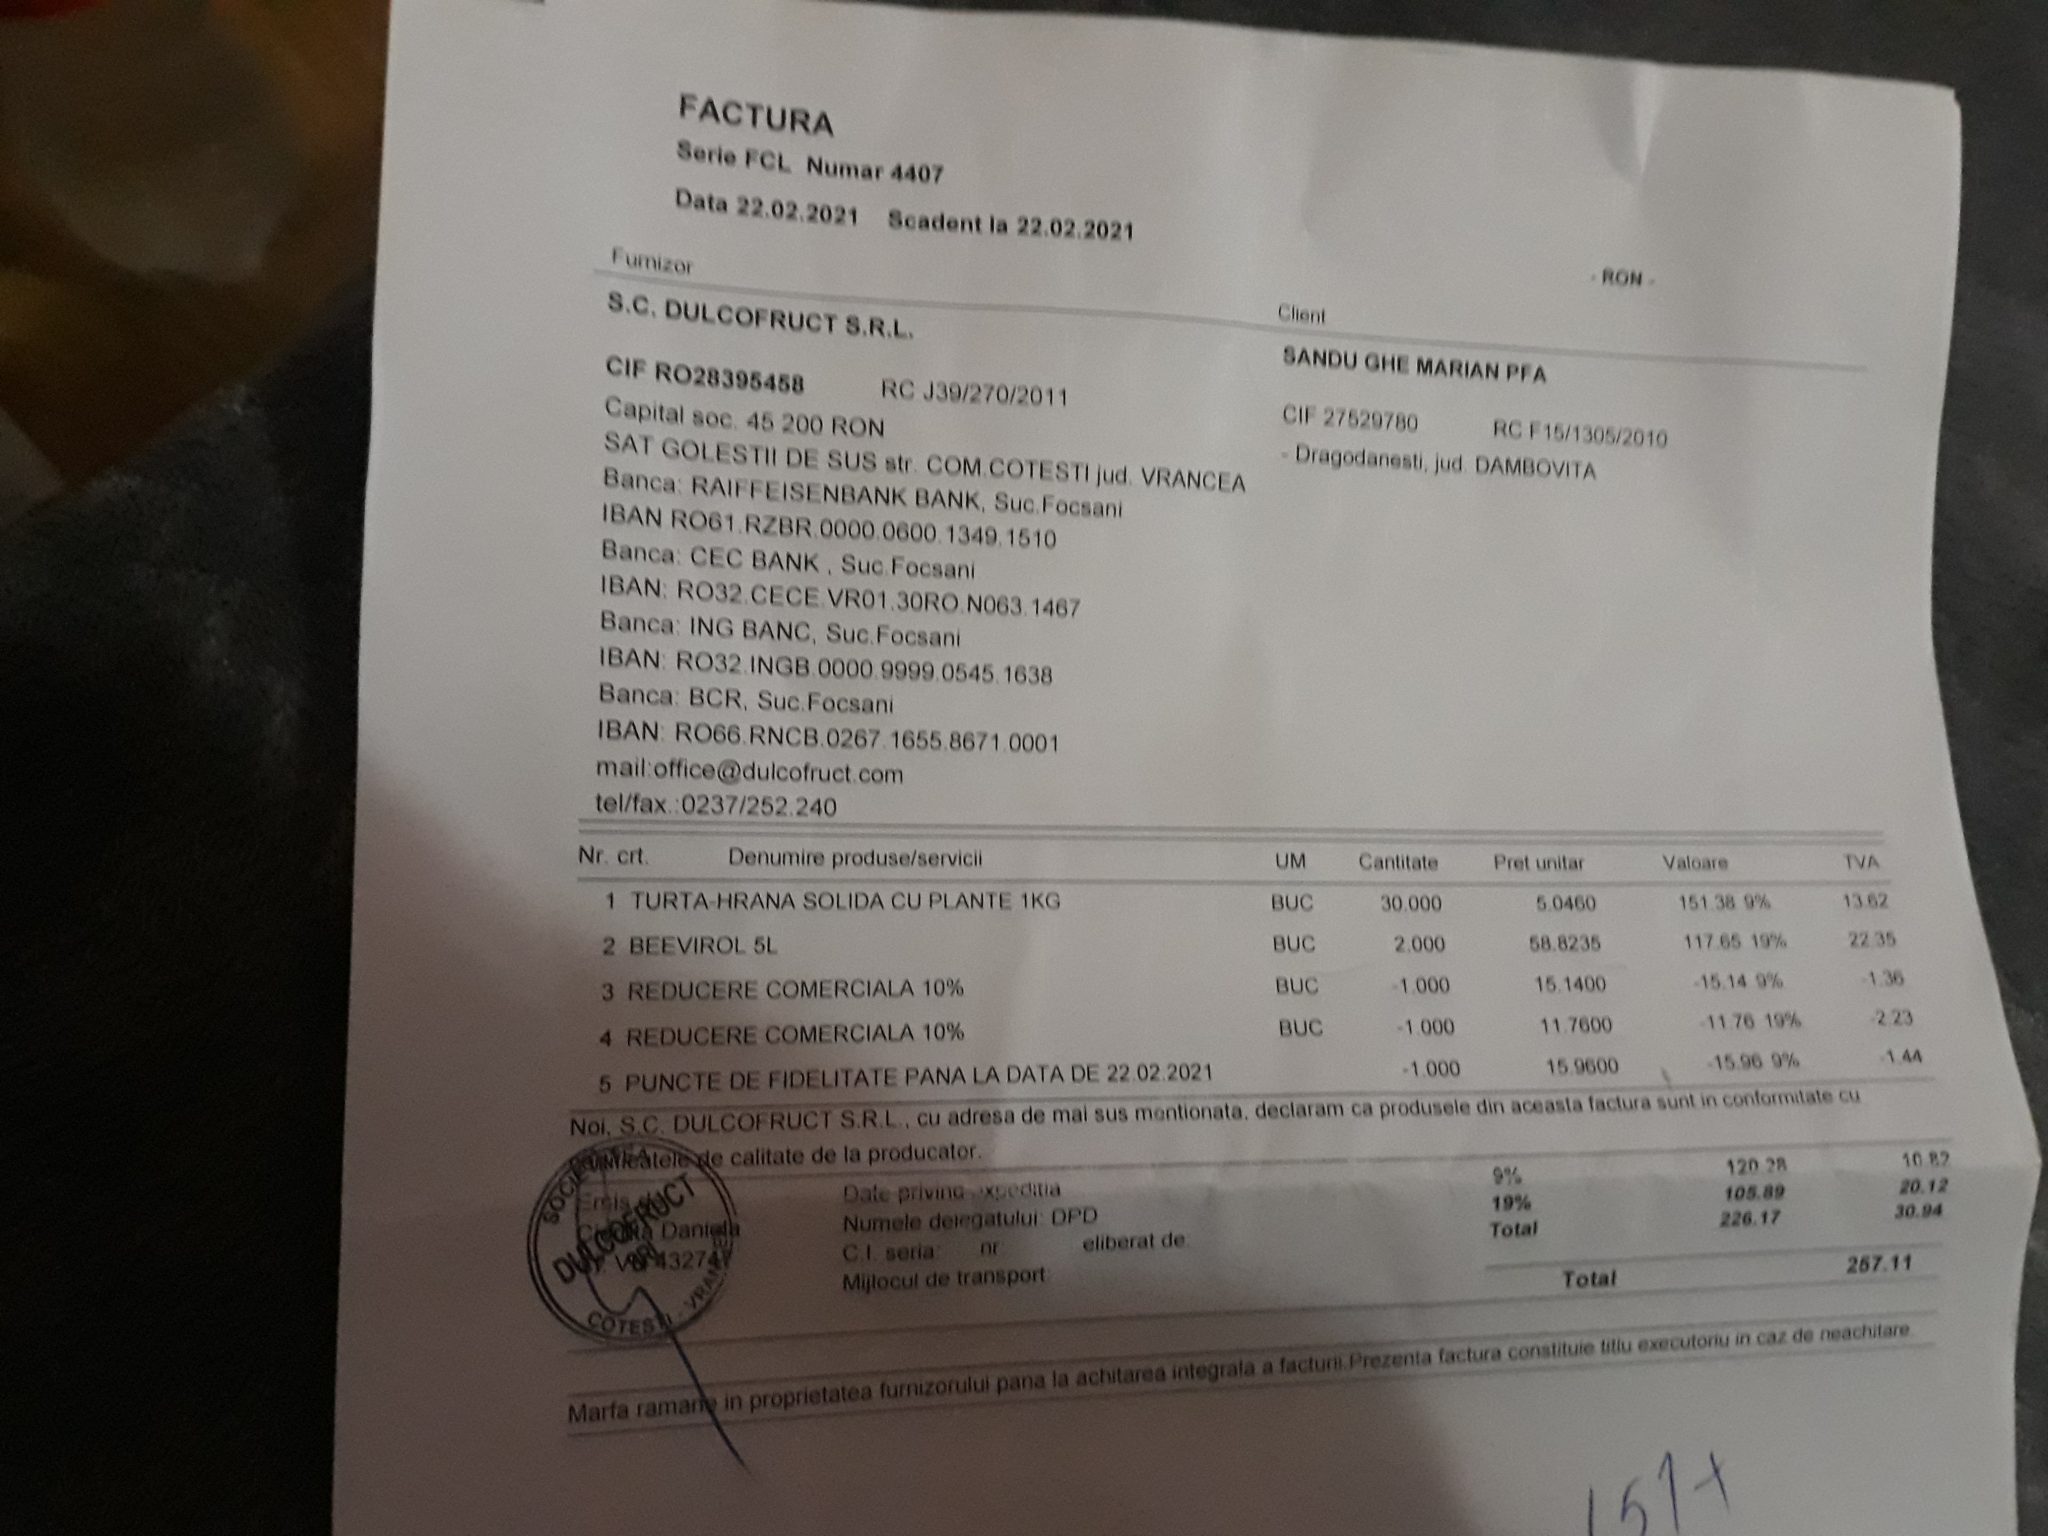 FACTURA
Serie FCL Numar 4407
Data 22.02.2021 Scadent la 22.02.2021
- RON -
Furnizor
S.C. DULCOFRUCT S.R.L.
CIF RO28395458 RC J39/270/2011
Capital soc. 45 200 RON
SAT GOLESTII DE SUS str. COM.COTESTI jud. VRANCEA
Banca: RAIFFEISENBANK BANK, Suc.Focsani
IBAN RO61.RZBR.0000.0600.1349.1510
Banca: CEC BANK , Suc.Focsani
IBAN: RO32.CECE.VR01.30RO.N063.1467
Banca: ING BANC, Suc.Focsani
IBAN: RO32.INGB.0000.9999.0545.1638
Banca: BCR, Suc.Focsani
IBAN: RO66.RNCB.0267.1655.8671.0001
mail:office@dulcofruct.com
tel/fax.:0237/252.240
Client
SANDU GHE MARIAN PFA
CIF 27529780 RC F15/1305/2010
- Dragodanesti, jud. DAMBOVITA
Nr. crt. Denumire produse/servicii UM Cantitate Pret unitar Valoare TVA
1 TURTA-HRANA SOLIDA CU PLANTE 1KG BUC 30.000 5.0460 151.38 9% 13.62
2 BEEVIROL 5L BUC 2.000 58.8235 117.65 19% 22.35
3 REDUCERE COMERCIALA 10% BUC -1.000 15.1400 -15.14 9% -1.36
4 REDUCERE COMERCIALA 10% BUC -1.000 11.7600 -11.76 19% -2.23
5 PUNCTE DE FIDELITATE PANA LA DATA DE 22.02.2021 -1.000 15.9600 -15.96 9% -1.44
Noi, S.C. DULCOFRUCT S.R.L., cu adresa de mai sus mentionata, declaram ca produsele din aceasta factura sunt in conformitate cu
de calitate de la producator.
Daniela
SOCIETATEA
DULCOFRUCT
SRL
COTESTI - VRANCEA
Date privind expeditia
Numele delegatului: DPD
C.I. seria: nr eliberat de:
Mijlocul de transport:
9% 120.28 10.82
19% 105.89 20.12
Total 226.17 30.94
Total 257.11
Marfa ramane in proprietatea furnizorului pana la achitarea integrala a facturii.Prezenta factura constituie titlu executoriu in caz de neachitare.